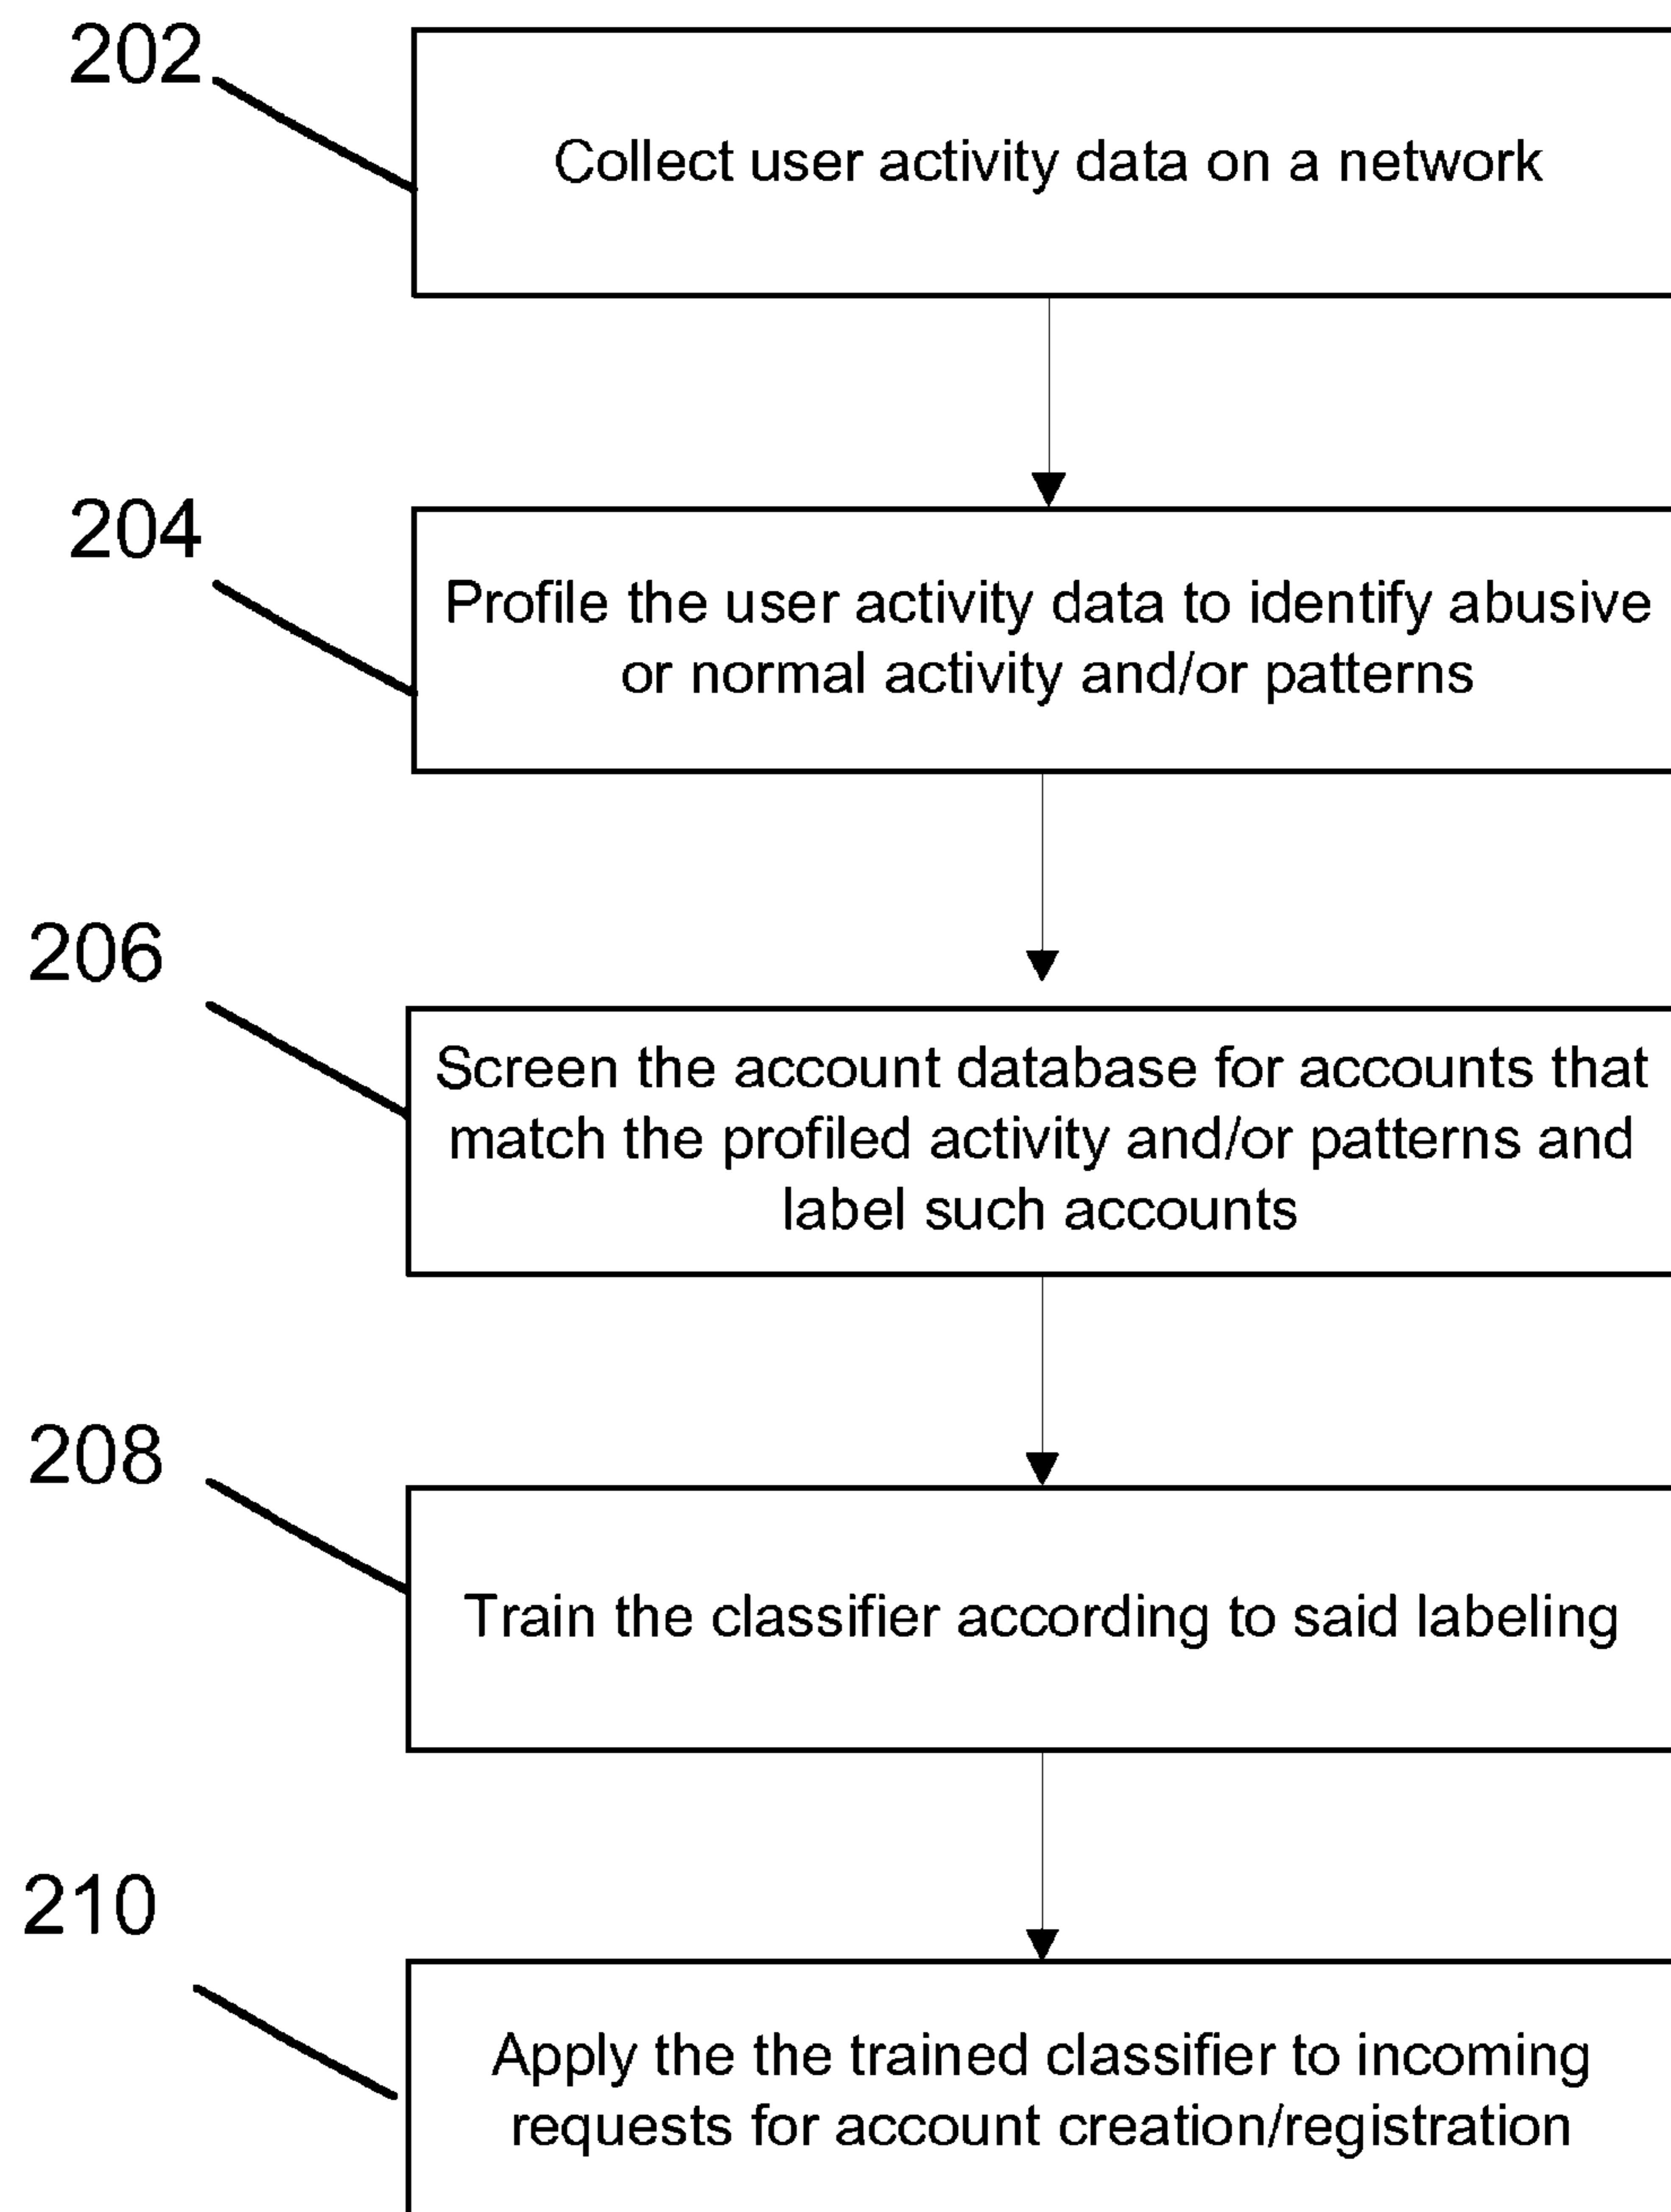 202
Collect user activity data on a network
204
Profile the user activity data to identify abusive
or normal activity and/or patterns
206
Screen the account database for accounts that
match the profiled activity and/or patterns and
label such accounts
208
Train the classifier according to said labeling
210
Apply the the trained classifier to incoming
requests for account creation/registration